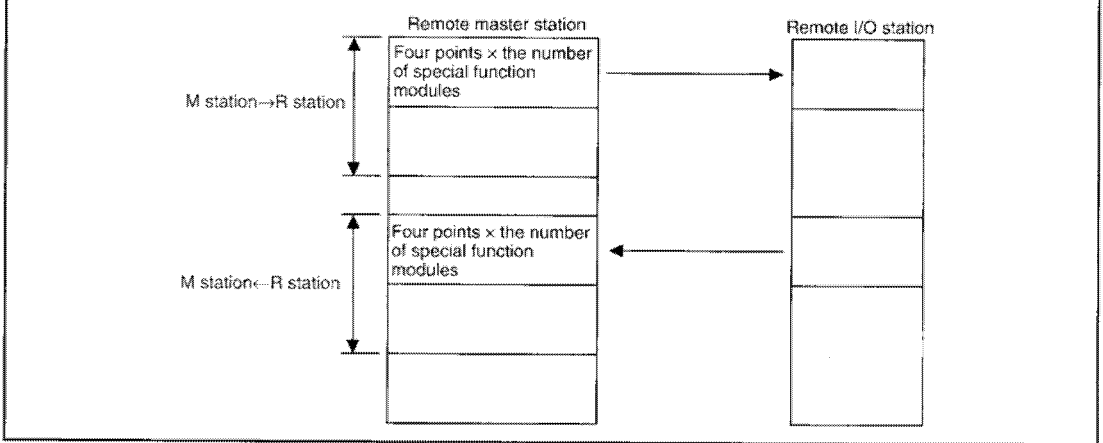 Remote master station
Remote I/O station
Four points × the number
of special function
modules
M station→R station
Four points × the number
of special function
modules
M station←R station